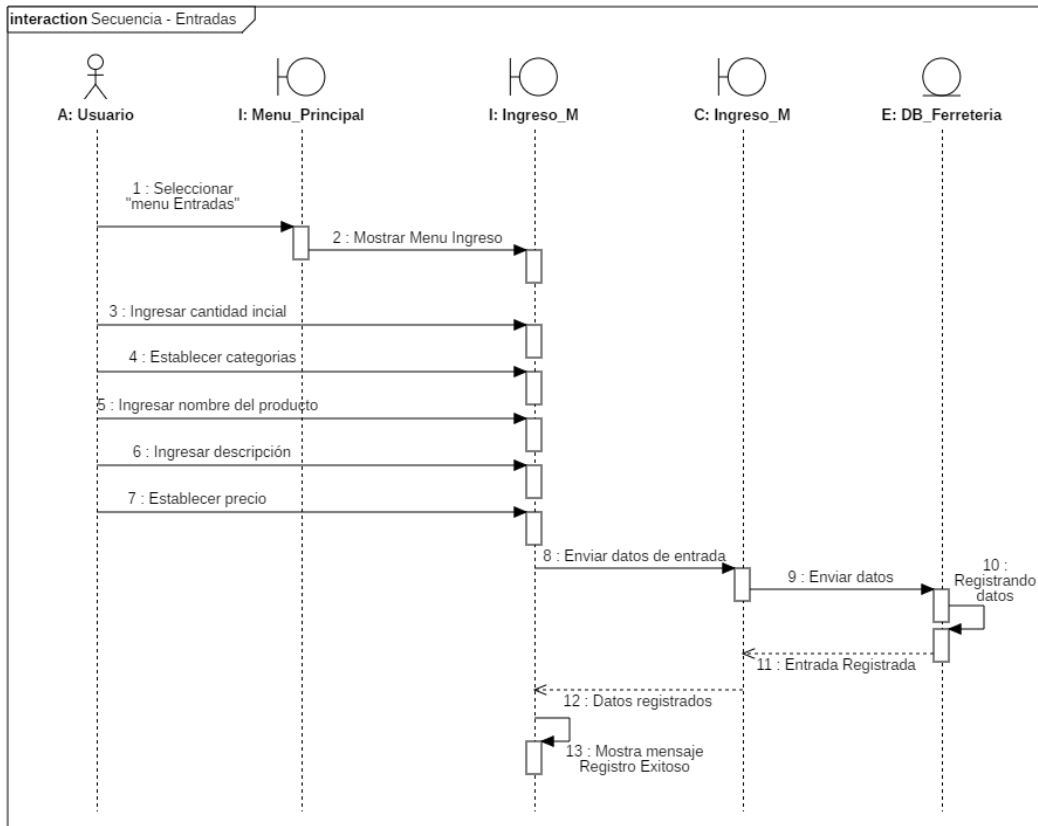 interaction Secuencia - Entradas
A: Usuario
I: Menu_Principal
I: Ingreso_M
C: Ingreso_M
E: DB_Ferreteria
1 : Seleccionar
"menu Entradas"
2 : Mostrar Menu Ingreso
3 : Ingresar cantidad incial
4 : Establecer categorias
5 : Ingresar nombre del producto
6 : Ingresar descripción
7 : Establecer precio
8 : Enviar datos de entrada
9 : Enviar datos
10 :
Registrando
datos
11 : Entrada Registrada
12 : Datos registrados
13 : Mostra mensaje
Registro Exitoso